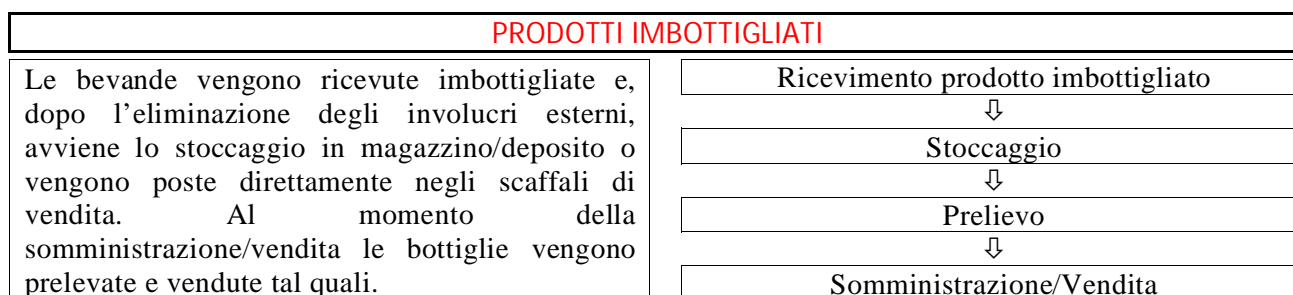 PRODOTTI IMBOTTIGLIATI
Le bevande vengono ricevute imbottigliate e,
dopo l'eliminazione degli involucri esterni,
avviene lo stoccaggio in magazzino/deposito o
vengono poste direttamente negli scaffali di
vendita. Al momento della
somministrazione/vendita le bottiglie vengono
prelevate e vendute tal quali.
Ricevimento prodotto imbottigliato
⇩
Stoccaggio
⇩
Prelievo
⇩
Somministrazione/Vendita